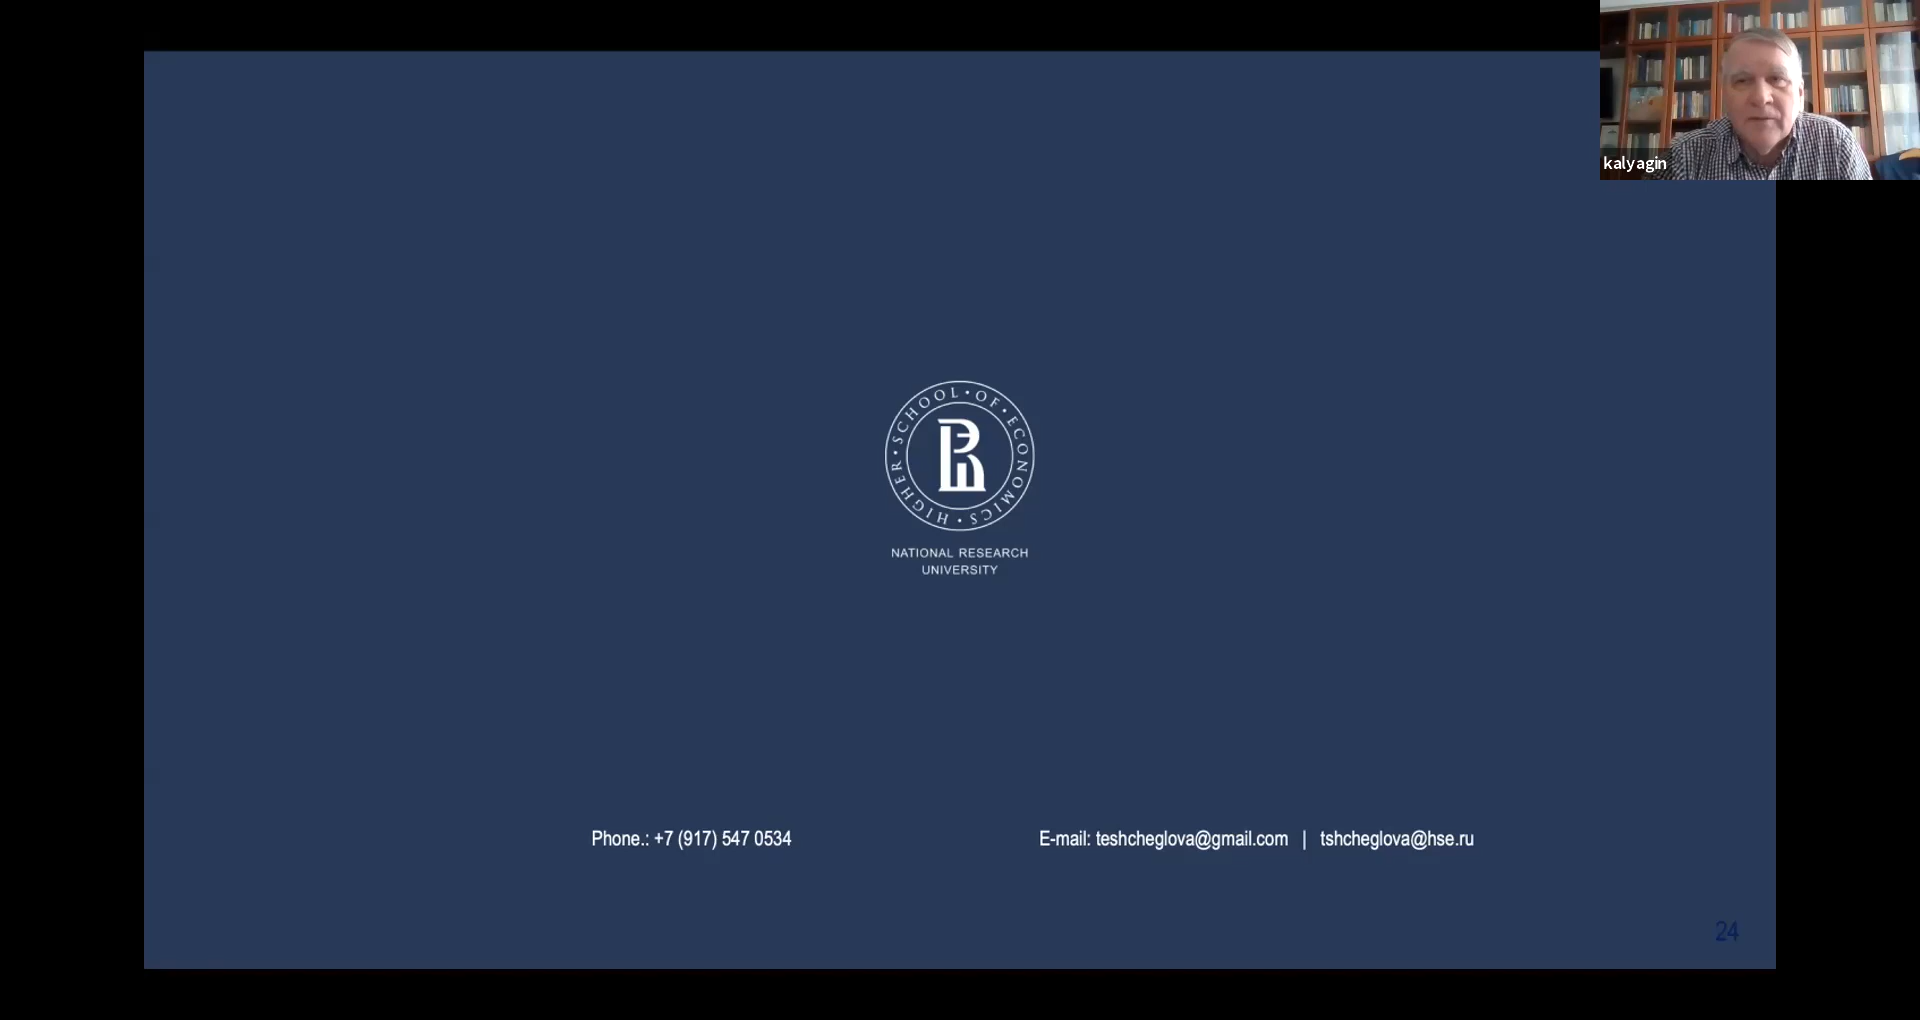 kalyagin
HIGHER · SCHOOL · OF · ECONOMICS ·
NATIONAL RESEARCH
UNIVERSITY
Phone.: +7 (917) 547 0534
E-mail: teshcheglova@gmail.com | tshcheglova@hse.ru
24